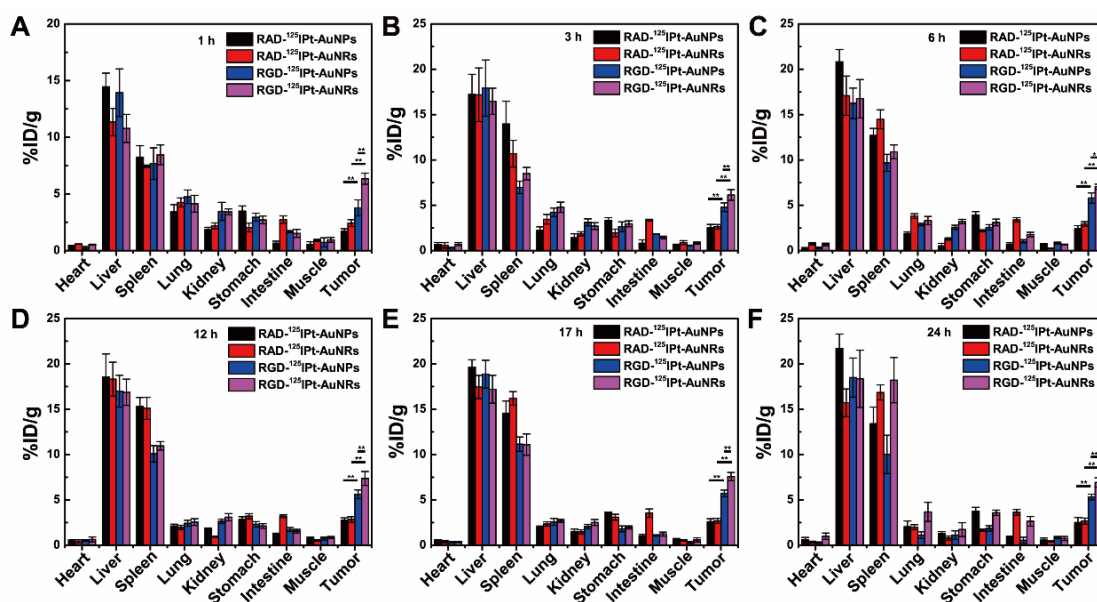 A
1 h
RAD-¹²⁵IPt-AuNPs
RAD-¹²⁵IPt-AuNRs
RGD-¹²⁵IPt-AuNPs
RGD-¹²⁵IPt-AuNRs
%ID/g
20
15
10
5
0
** ** **
Heart Liver Spleen Lung Kidney Stomach Intestine Muscle Tumor
B
3 h
RAD-¹²⁵IPt-AuNPs
RAD-¹²⁵IPt-AuNRs
RGD-¹²⁵IPt-AuNPs
RGD-¹²⁵IPt-AuNRs
%ID/g
25
20
15
10
5
0
** ** **
Heart Liver Spleen Lung Kidney Stomach Intestine Muscle Tumor
C
6 h
RAD-¹²⁵IPt-AuNPs
RAD-¹²⁵IPt-AuNRs
RGD-¹²⁵IPt-AuNPs
RGD-¹²⁵IPt-AuNRs
%ID/g
25
20
15
10
5
0
** ** *
Heart Liver Spleen Lung Kidney Stomach Intestine Muscle Tumor
D
12 h
RAD-¹²⁵IPt-AuNPs
RAD-¹²⁵IPt-AuNRs
RGD-¹²⁵IPt-AuNPs
RGD-¹²⁵IPt-AuNRs
%ID/g
25
20
15
10
5
0
** ** **
Heart Liver Spleen Lung Kidney Stomach Intestine Muscle Tumor
E
17 h
RAD-¹²⁵IPt-AuNPs
RAD-¹²⁵IPt-AuNRs
RGD-¹²⁵IPt-AuNPs
RGD-¹²⁵IPt-AuNRs
%ID/g
25
20
15
10
5
0
** ** **
Heart Liver Spleen Lung Kidney Stomach Intestine Muscle Tumor
F
24 h
RAD-¹²⁵IPt-AuNPs
RAD-¹²⁵IPt-AuNRs
RGD-¹²⁵IPt-AuNPs
RGD-¹²⁵IPt-AuNRs
%ID/g
25
20
15
10
5
0
** ** **
Heart Liver Spleen Lung Kidney Stomach Intestine Muscle Tumor